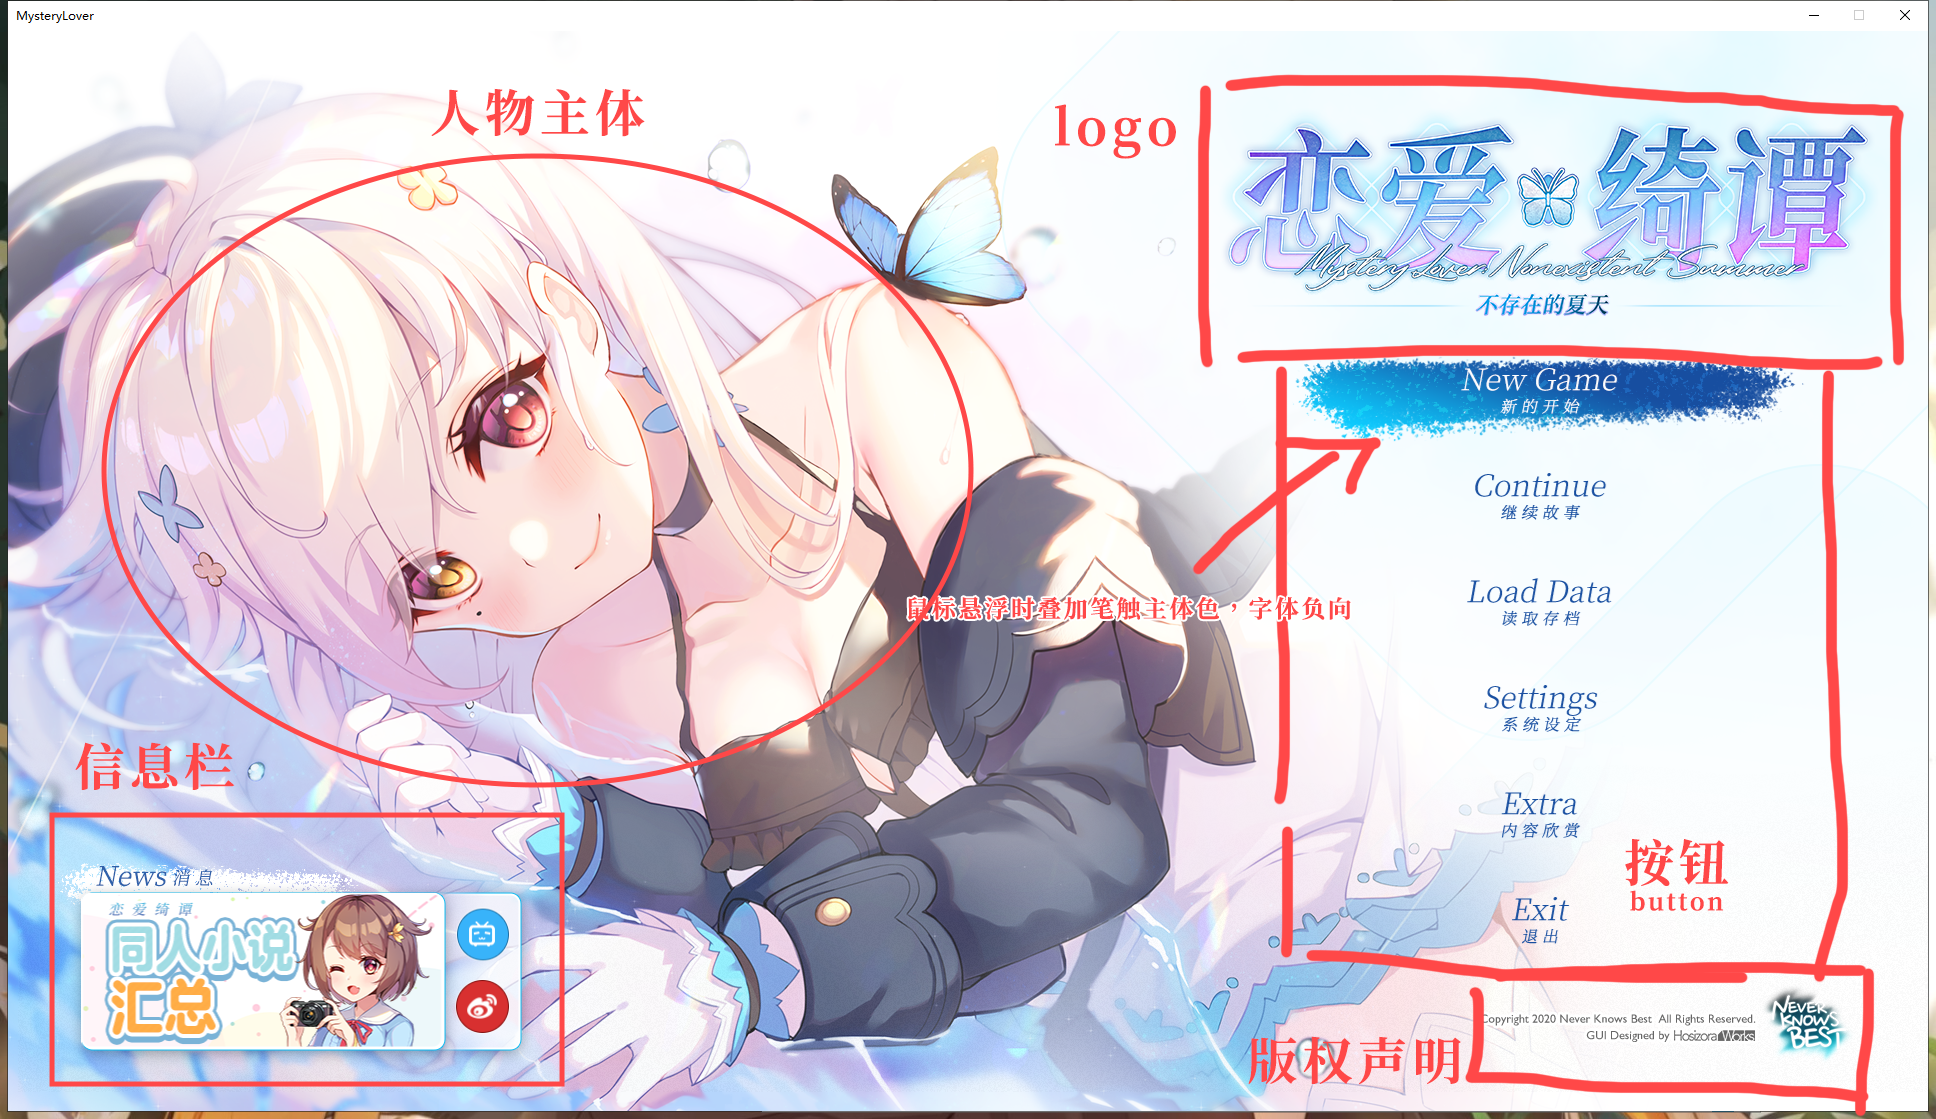 MysteryLover
人物主体
logo
恋爱绮谭
Mystery Lover: Nonexistent Summer
不存在的夏天
New Game
新的开始
Continue
继续故事
Load Data
读取存档
鼠标悬浮时叠加笔触主体色，字体负向
Settings
系统设定
Extra
内容欣赏
Exit
退出
按钮
button
信息栏
News 消息
恋爱绮谭
同人小说
汇总
版权声明
Copyright 2020 Never Knows Best All Rights Reserved.
GUI Designed by HosizoraWorks
NEVER
KNOWS
BEST